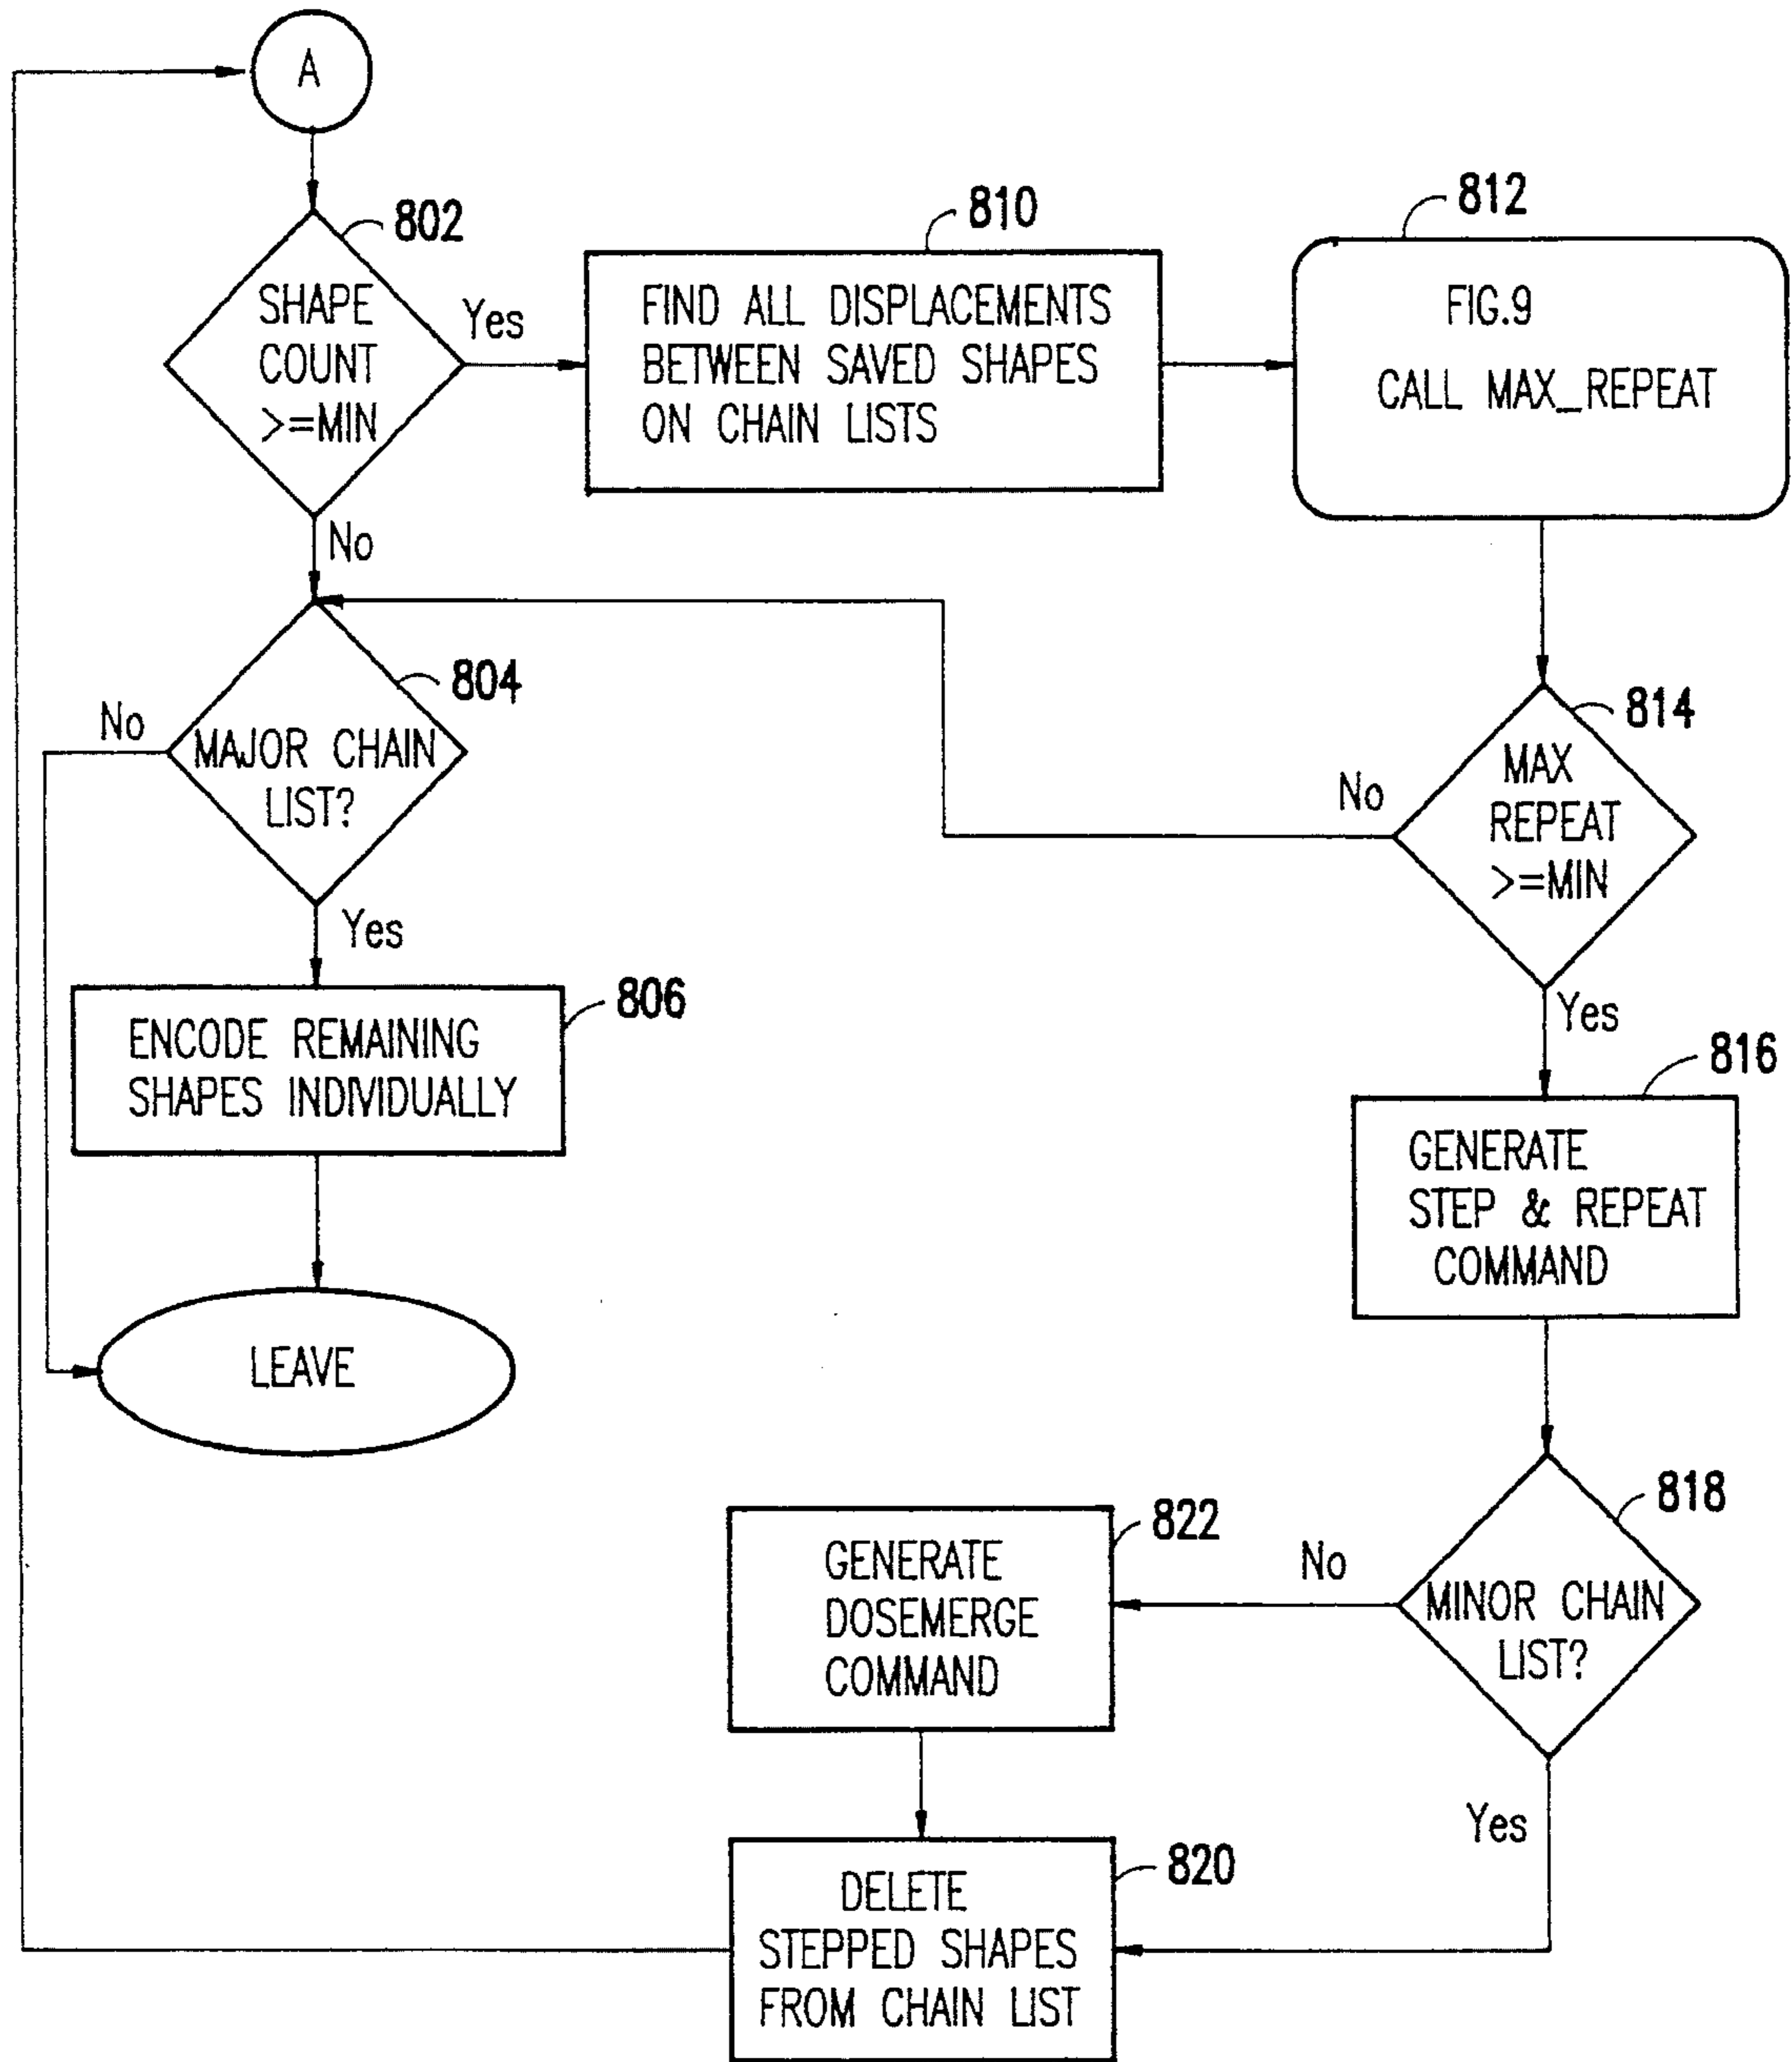 A
802
SHAPE
COUNT
>=MIN
Yes
No
810
FIND ALL DISPLACEMENTS
BETWEEN SAVED SHAPES
ON CHAIN LISTS
812
FIG.9
CALL MAX_REPEAT
804
MAJOR CHAIN
LIST?
No
Yes
814
MAX
REPEAT
>=MIN
No
Yes
806
ENCODE REMAINING
SHAPES INDIVIDUALLY
LEAVE
816
GENERATE
STEP & REPEAT
COMMAND
818
MINOR CHAIN
LIST?
No
Yes
822
GENERATE
DOSEMERGE
COMMAND
820
DELETE
STEPPED SHAPES
FROM CHAIN LIST